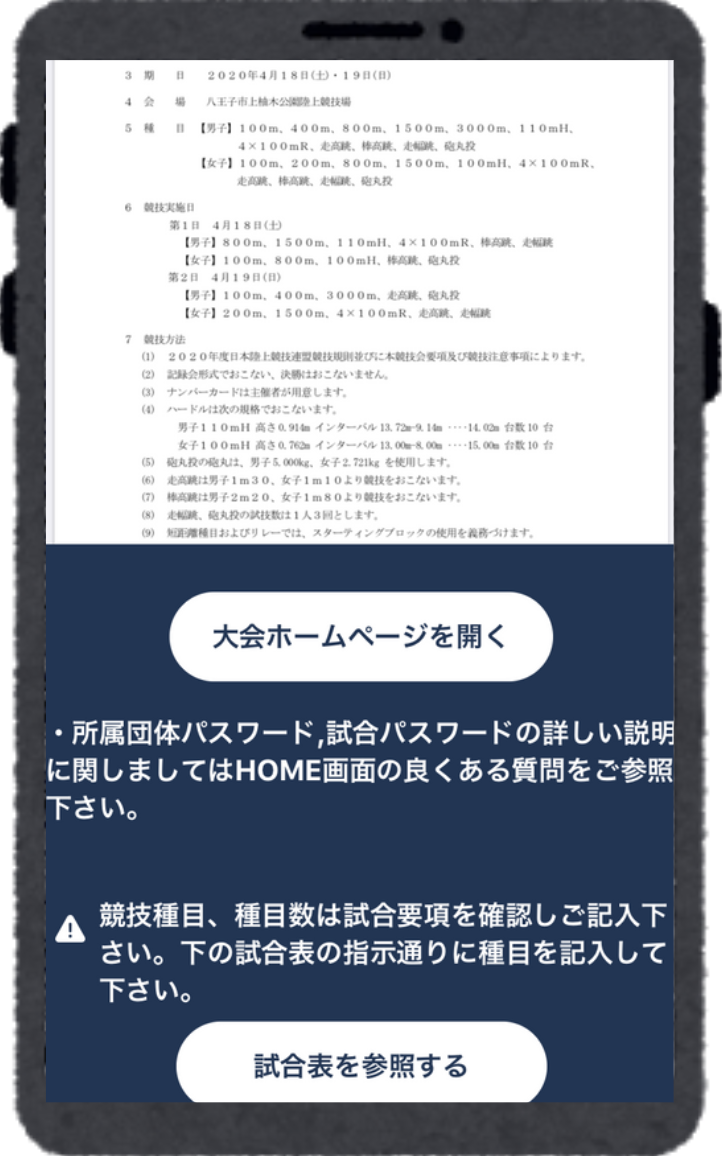 3 期 日 2020年4月18日(土)・19日(日)
4 会 場 八王子市上柚木公園陸上競技場
5 種 目 【男子】100m、400m、800m、1500m、3000m、110mH、
4×100mR、走高跳、棒高跳、走幅跳、砲丸投
【女子】100m、200m、800m、1500m、100mH、4×100mR、
走高跳、棒高跳、走幅跳、砲丸投
6 競技実施日
第1日 4月18日(土)
【男子】800m、1500m、110mH、4×100mR、棒高跳、走幅跳
【女子】100m、800m、100mH、棒高跳、砲丸投
第2日 4月19日(日)
【男子】100m、400m、3000m、走高跳、砲丸投
【女子】200m、1500m、4×100mR、走高跳、走幅跳
7 競技方法
(1) 2020年度日本陸上競技連盟競技規則並びに本競技会要項及び競技注意事項によります。
(2) 記録会形式でおこない、決勝はおこないません。
(3) ナンバーカードは主催者が用意します。
(4) ハードルは次の規格でおこないます。
男子110mH 高さ0.914m インターバル13.72m-9.14m ‥‥14.02m 台数10 台
女子100mH 高さ0.762m インターバル13.00m-8.00m ‥‥15.00m 台数10 台
(5) 砲丸投の砲丸は、男子5.000kg、女子2.721kg を使用します。
(6) 走高跳は男子1m30、女子1m10より競技をおこないます。
(7) 棒高跳は男子2m20、女子1m80より競技をおこないます。
(8) 走幅跳、砲丸投の試技数は1人3回とします。
(9) 短距離種目およびリレーでは、スターティングブロックの使用を義務づけます。
大会ホームページを開く
・所属団体パスワード,試合パスワードの詳しい説明
に関しましてはHOME画面の良くある質問をご参照
下さい。
競技種目、種目数は試合要項を確認しご記入下
さい。下の試合表の指示通りに種目を記入して
下さい。
試合表を参照する